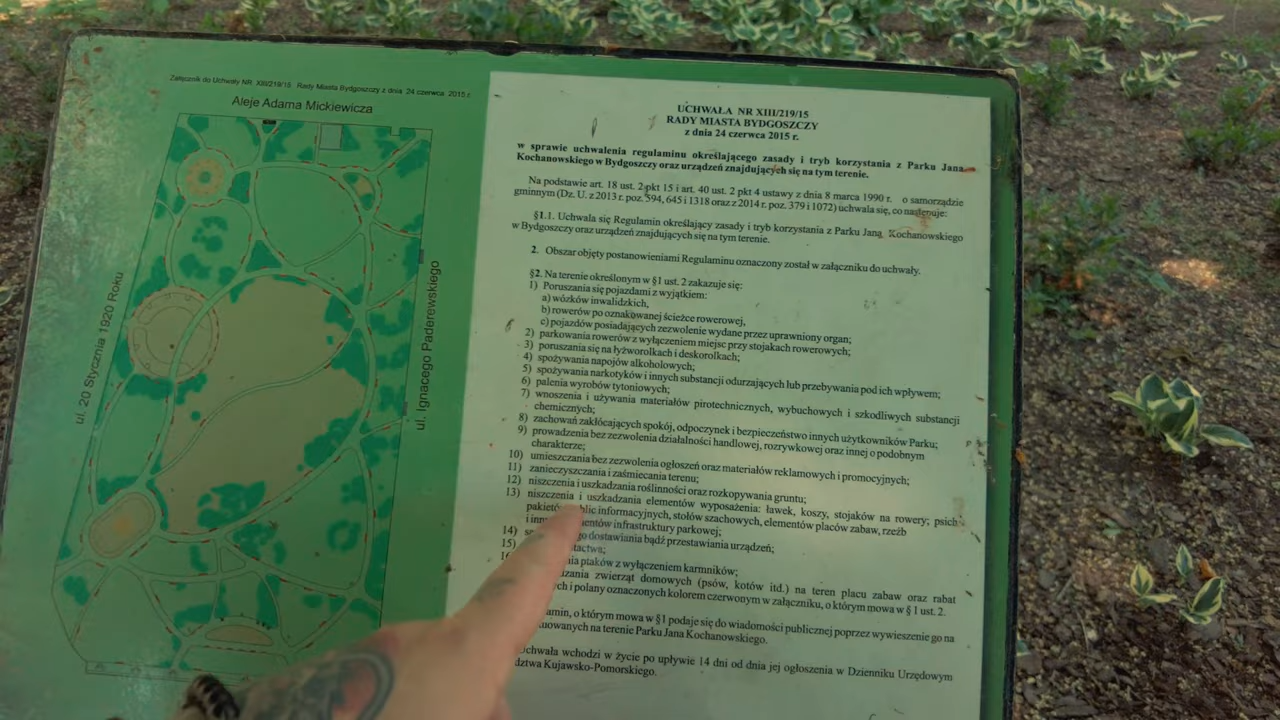 Załącznik do Uchwały NR XIII/219/15 Rady Miasta Bydgoszczy z dnia 24 czerwca 2015 r.
Aleje Adama Mickiewicza
ul. 20 Stycznia 1920 Roku
ul. Ignacego Paderewskiego
UCHWAŁA NR XIII/219/15
RADY MIASTA BYDGOSZCZY
z dnia 24 czerwca 2015 r.
w sprawie uchwalenia regulaminu określającego zasady i tryb korzystania z Parku Jana
Kochanowskiego w Bydgoszczy oraz urządzeń znajdujących się na tym terenie.
Na podstawie art. 18 ust. 2 pkt 15 i art. 40 ust. 2 pkt 4 ustawy z dnia 8 marca 1990 r. o samorządzie
gminnym (Dz. U. z 2013 r. poz. 594, 645 i 1318 oraz z 2014 r. poz. 379 i 1072) uchwala się, co następuje:
§1.1. Uchwala się Regulamin określający zasady i tryb korzystania z Parku Jana Kochanowskiego
w Bydgoszczy oraz urządzeń znajdujących się na tym terenie.
2. Obszar objęty postanowieniami Regulaminu oznaczony został w załączniku do uchwały.
§2. Na terenie określonym w §1 ust. 2 zakazuje się:
1) Poruszania się pojazdami z wyjątkiem:
a) wózków inwalidzkich,
b) rowerów po oznakowanej ścieżce rowerowej,
c) pojazdów posiadających zezwolenie wydane przez uprawniony organ;
2) parkowania rowerów z wyłączeniem miejsc przy stojakach rowerowych;
3) poruszania się na łyżworolkach i deskorolkach;
4) spożywania napojów alkoholowych;
5) spożywania narkotyków i innych substancji odurzających lub przebywania pod ich wpływem;
6) palenia wyrobów tytoniowych;
7) wnoszenia i używania materiałów pirotechnicznych, wybuchowych i szkodliwych substancji
chemicznych;
8) zachowań zakłócających spokój, odpoczynek i bezpieczeństwo innych użytkowników Parku;
9) prowadzenia bez zezwolenia działalności handlowej, rozrywkowej oraz innej o podobnym
charakterze;
10) umieszczania bez zezwolenia ogłoszeń oraz materiałów reklamowych i promocyjnych;
11) zanieczyszczania i zaśmiecania terenu;
12) niszczenia i uszkadzania roślinności oraz rozkopywania gruntu;
13) niszczenia i uszkadzania elementów wyposażenia: ławek, koszy, stojaków na rowery; psich
pakietów informacyjnych, stołów szachowych, elementów placów zabaw, rzeźb
i infrastruktury parkowej;
14) dostawiania bądź przestawiania urządzeń;
15)
ptaków z wyłączeniem karmników;
zwierząt domowych (psów, kotów itd.) na teren placu zabaw oraz rabat
i polany oznaczonych kolorem czerwonym w załączniku, o którym mowa w § 1 ust. 2.
o którym mowa w §1 podaje się do wiadomości publicznej poprzez wywieszenie go na
na terenie Parku Jana Kochanowskiego.
wchodzi w życie po upływie 14 dni od dnia jej ogłoszenia w Dzienniku Urzędowym
Kujawsko-Pomorskiego.